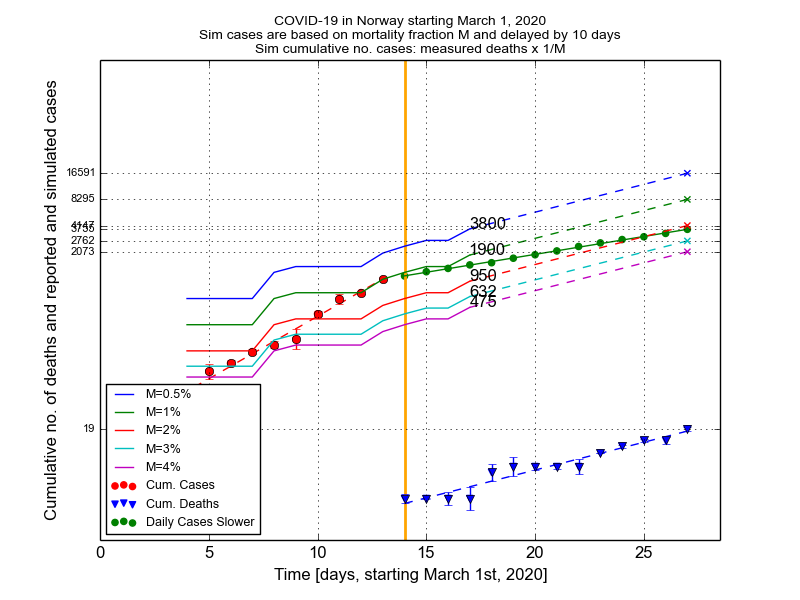 COVID-19 in Norway starting March 1, 2020
Sim cases are based on mortality fraction M and delayed by 10 days
Sim cumulative no. cases: measured deaths x 1/M
Cumulative no. of deaths and reported and simulated cases
16591
8295
4147
2762
2073
19
3800
1900
950
632
475
M=0.5%
M=1%
M=2%
M=3%
M=4%
Cum. Cases
Cum. Deaths
Daily Cases Slower
0
5
10
15
20
25
Time [days, starting March 1st, 2020]